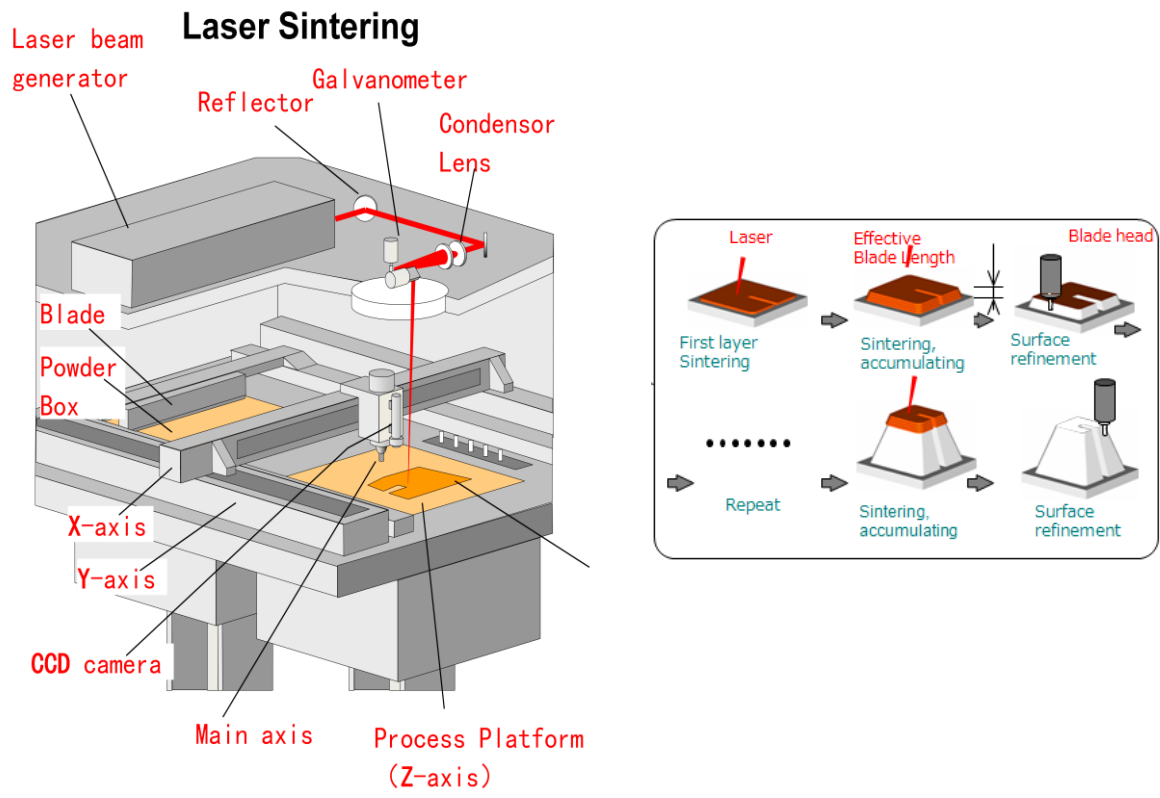 Laser Sintering
Laser beam
generator
Reflector
Galvanometer
Condensor
Lens
Blade
Powder
Box
X-axis
Y-axis
CCD camera
Main axis
Process Platform
(Z-axis)
Laser
Effective
Blade Length
Blade head
First layer
Sintering
Sintering,
accumulating
Surface
refinement
Repeat
Sintering,
accumulating
Surface
refinement